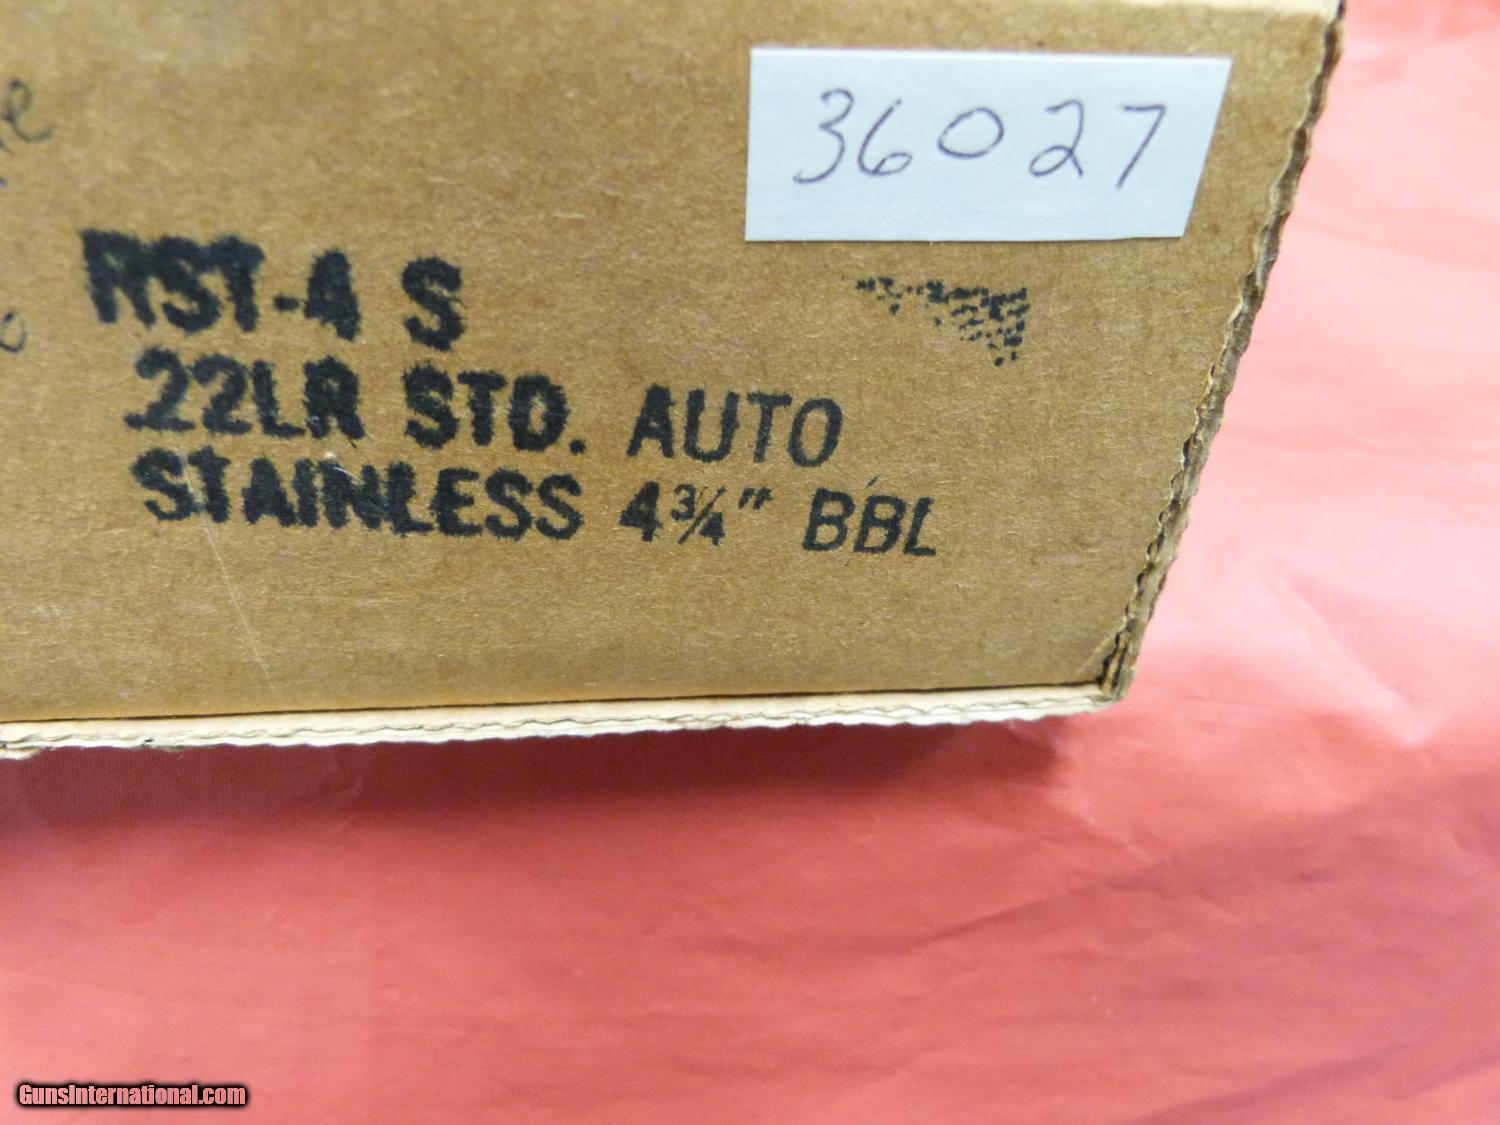 36027
RST-4 S
.22LR STD. AUTO
STAINLESS 4¾" BBL
GunsInternational.com